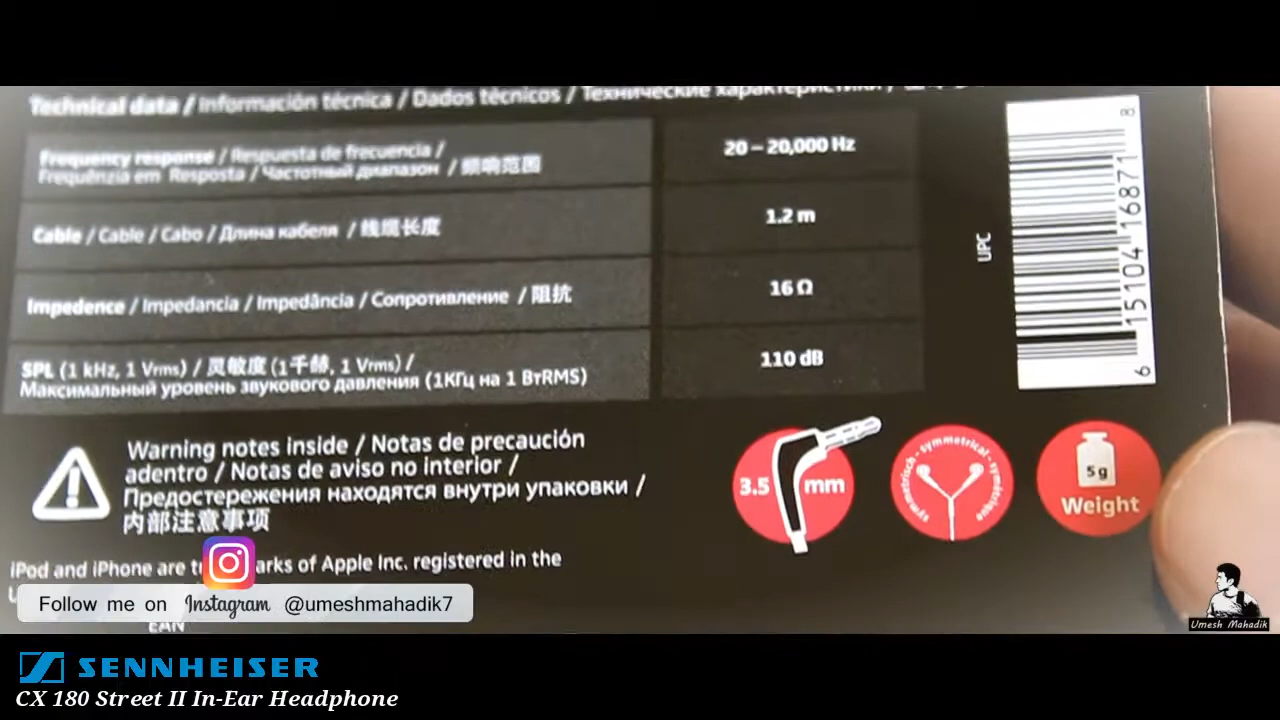 Technical data / Información técnica / Dados técnicos / Технические характеристики /
Frequency response / Respuesta de frecuencia /
Frequênzia em Resposta / Частотный диапазон / 频响范围
20 – 20,000 Hz
Cable / Cable / Cabo / Длина кабеля / 线缆长度
1.2 m
Impedence / Impedancia / Impedância / Сопротивление / 阻抗
16 Ω
SPL (1 kHz, 1 Vrms) / 灵敏度 (1千赫, 1 Vrms) /
Максимальный уровень звукового давления (1КГц на 1 ВтRMS)
110 dB
UPC
6 15104 16871 8
Warning notes inside / Notas de precaución
adentro / Notas de aviso no interior /
Предостережения находятся внутри упаковки /
内部注意事项
3.5 mm
symmetrisch - symmetrical - symétrique
5 g
Weight
iPod and iPhone are arks of Apple Inc. registered in the
Follow me on Instagram @umeshmahadik7
EAN
Umesh Mahadik
SENNHEISER
CX 180 Street II In-Ear Headphone